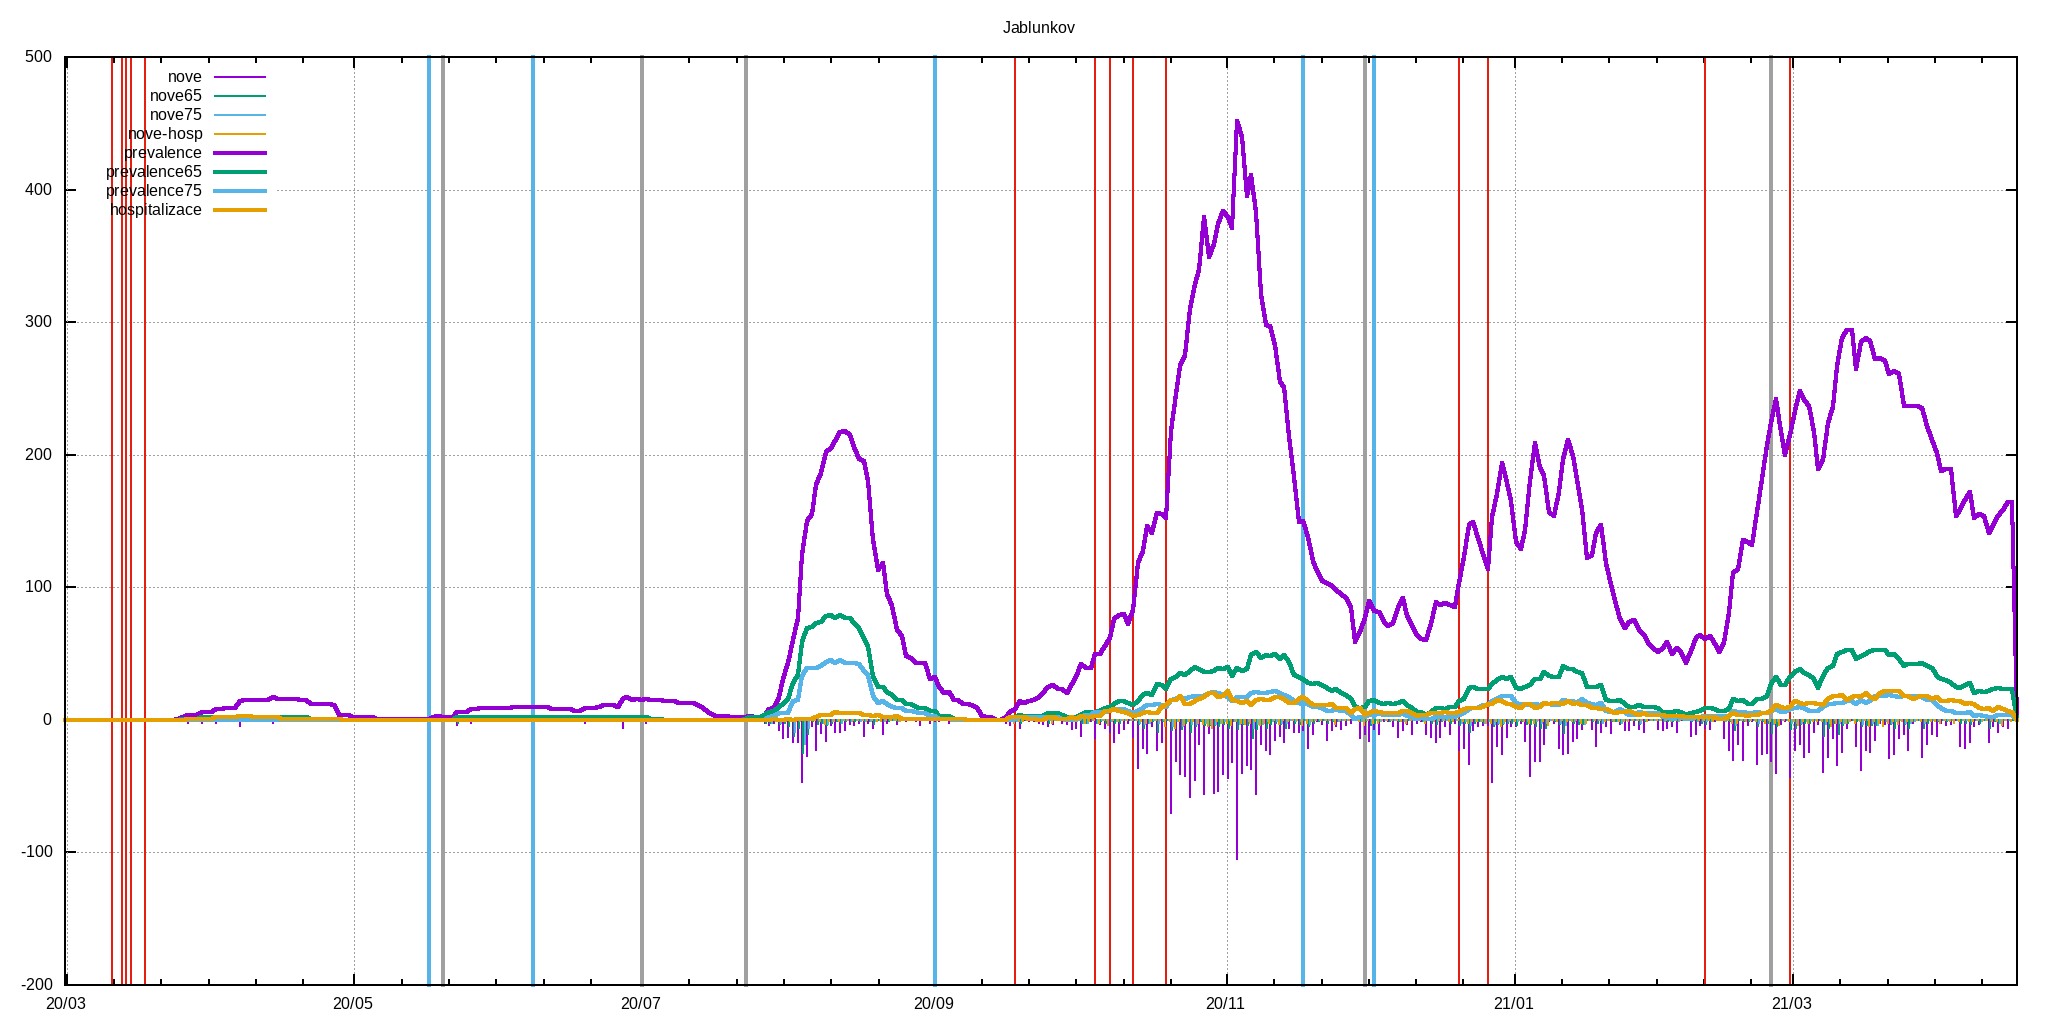 Jablunkov
500
nove
nove65
nove75
nove-hosp
prevalence
prevalence65
prevalence75
hospitalizace
400
300
200
100
0
-100
-200
20/03 20/05 20/07 20/09 20/11 21/01 21/03